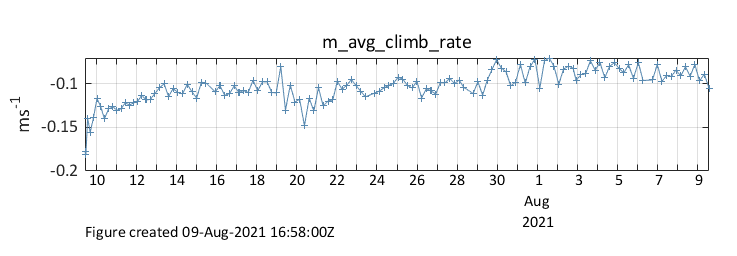 m_avg_climb_rate
-0.1
-0.15
-0.2
ms⁻¹
10 12 14 16 18 20 22 24 26 28 30 1 3 5 7 9
Aug
2021
Figure created 09-Aug-2021 16:58:00Z